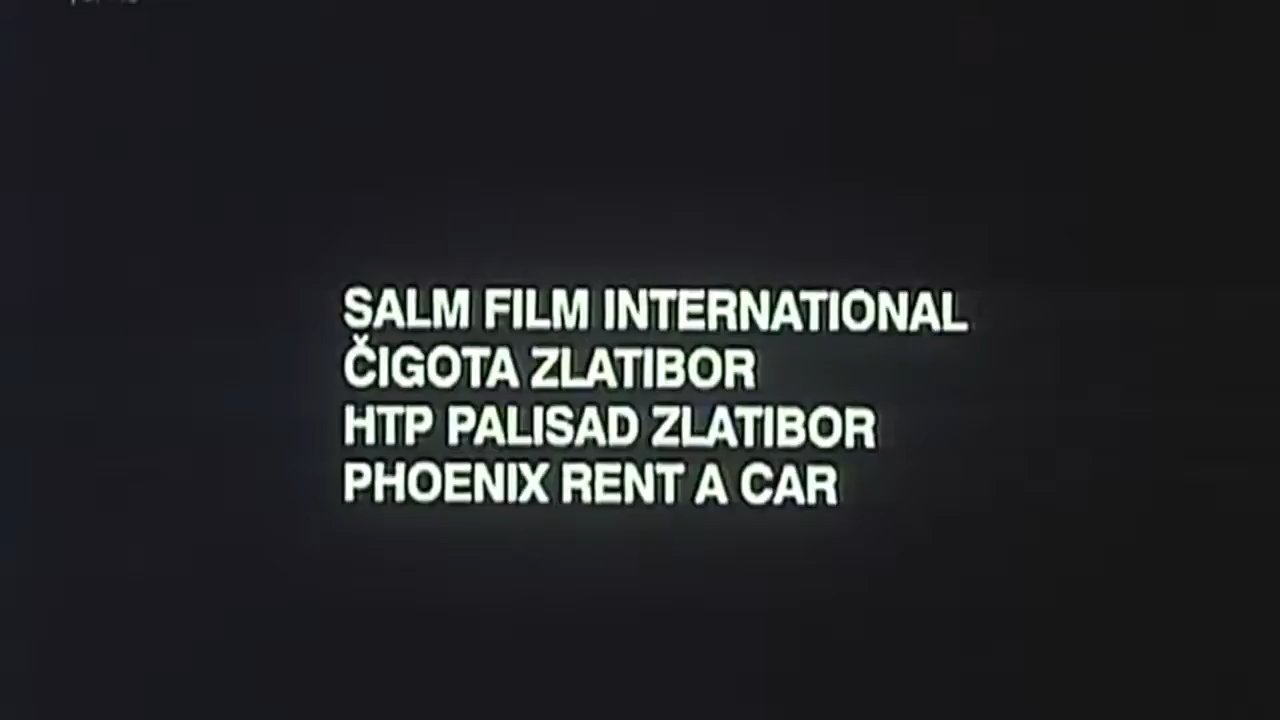 SALM FILM INTERNATIONAL
ČIGOTA ZLATIBOR
HTP PALISAD ZLATIBOR
PHOENIX RENT A CAR